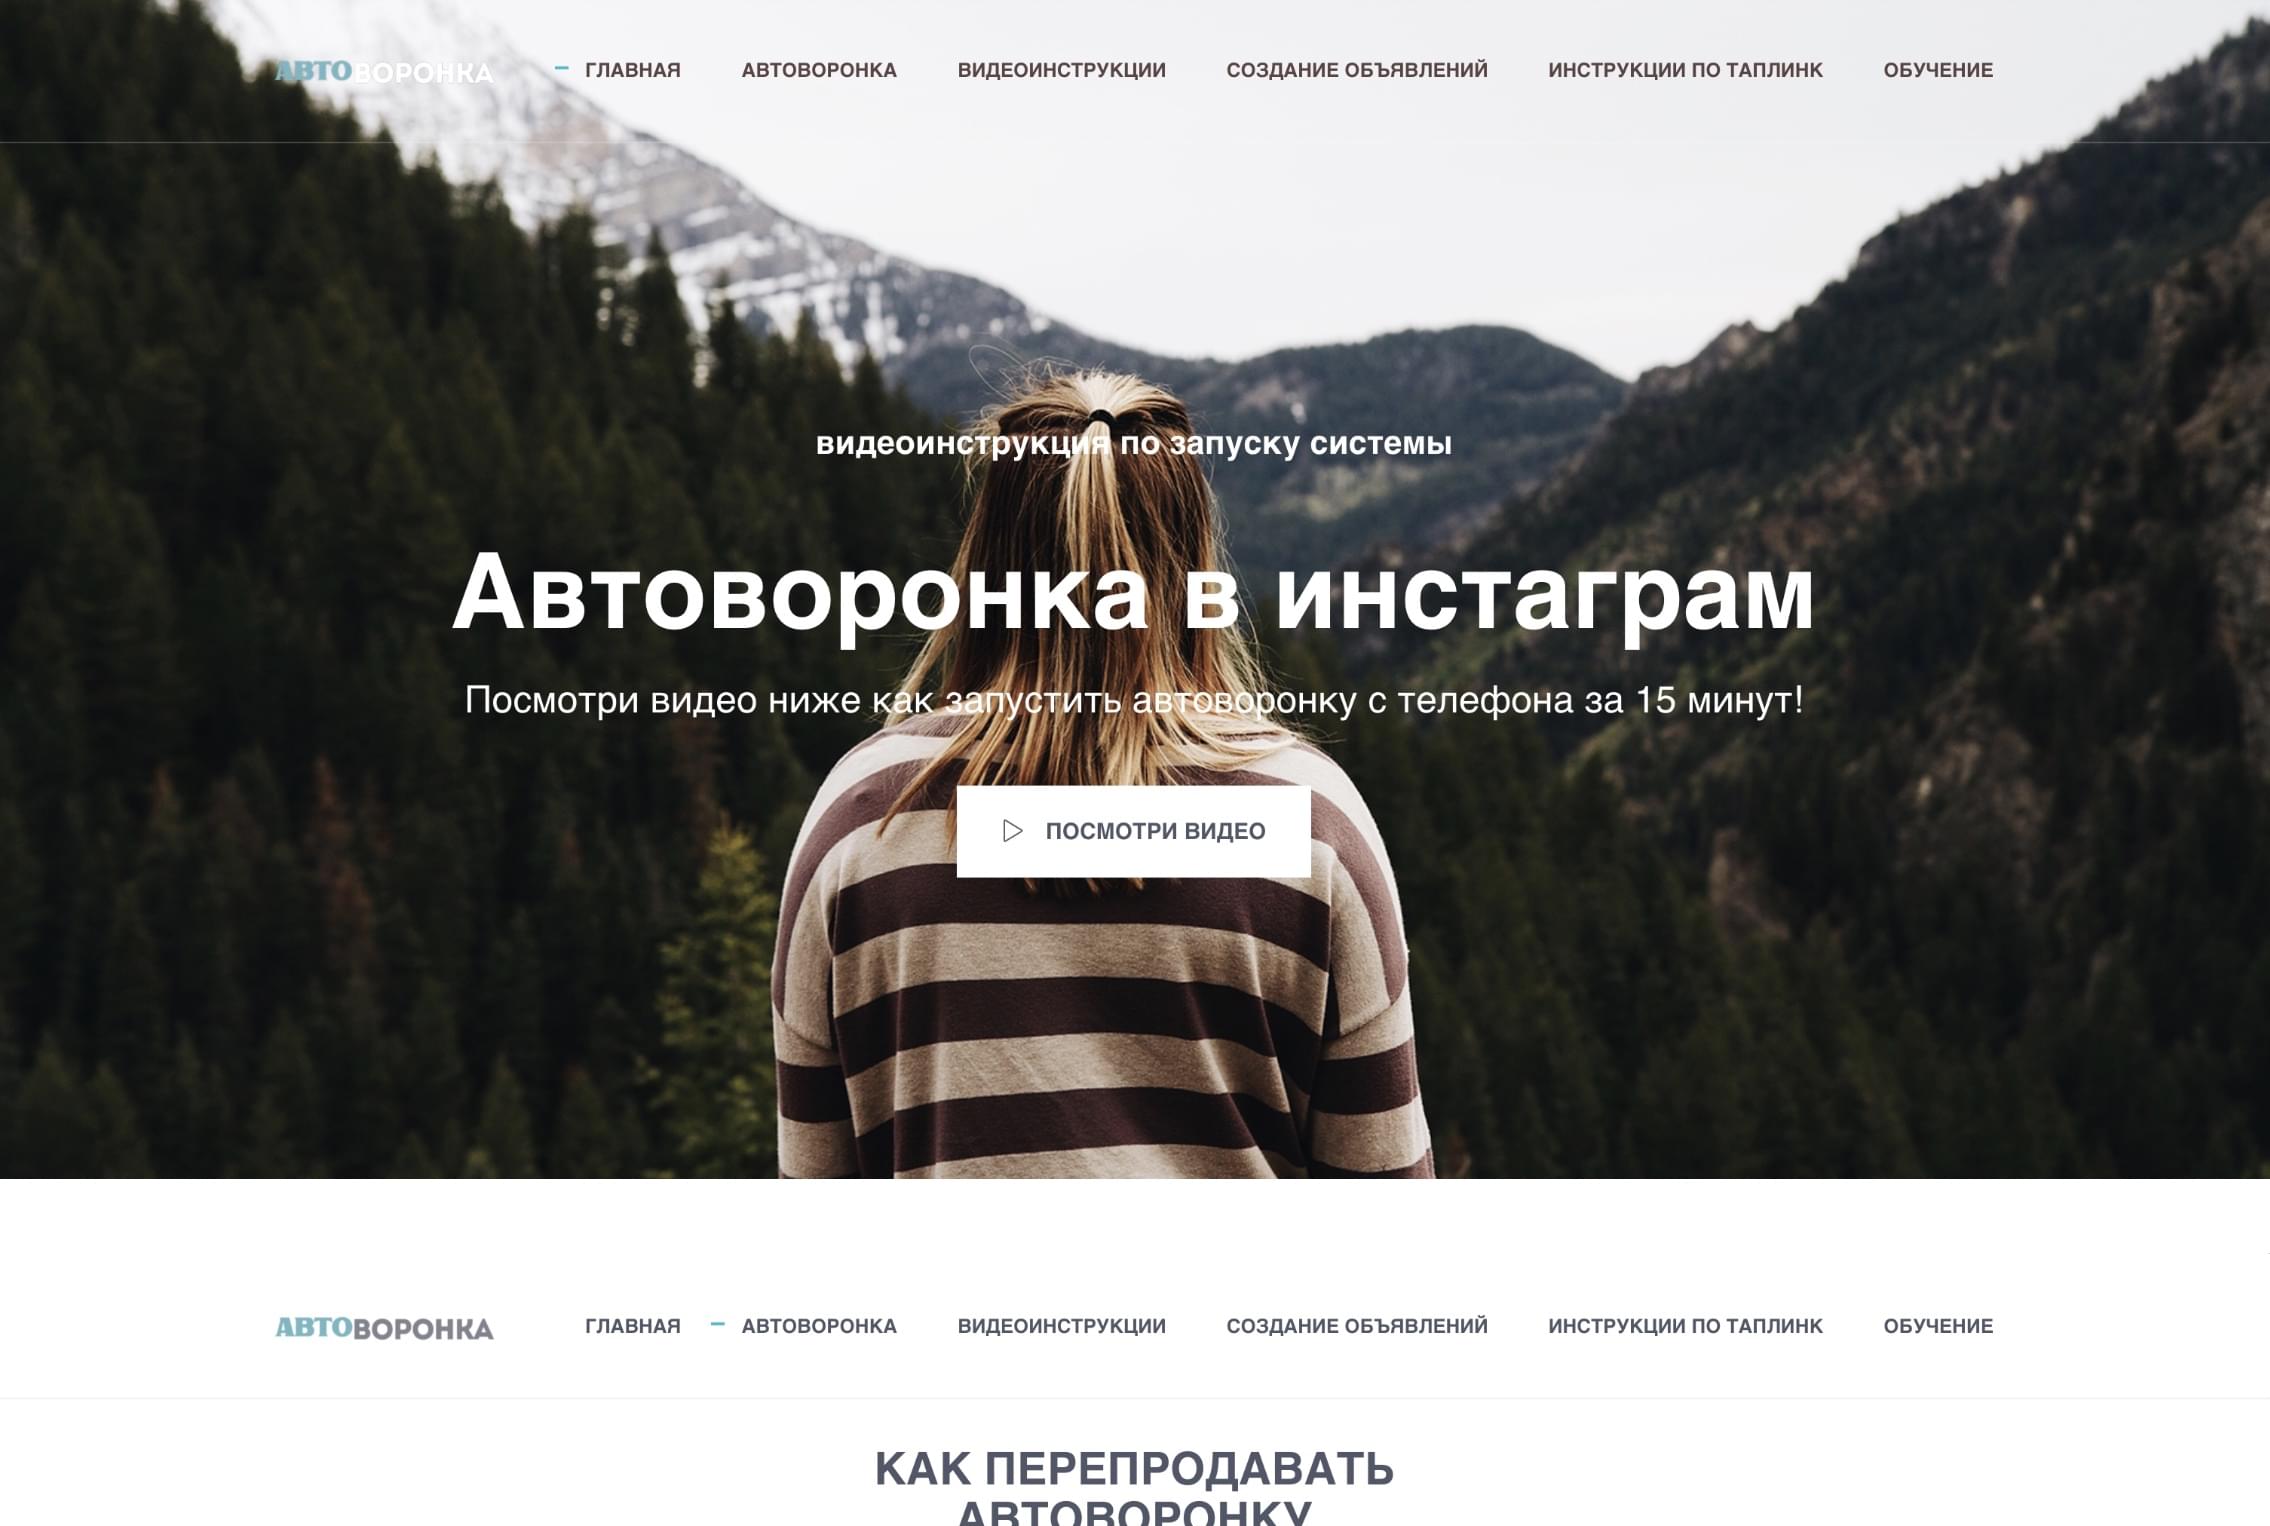 АВТОВОРОНКА
ГЛАВНАЯ АВТОВОРОНКА ВИДЕОИНСТРУКЦИИ СОЗДАНИЕ ОБЪЯВЛЕНИЙ ИНСТРУКЦИИ ПО ТАПЛИНК ОБУЧЕНИЕ
видеоинструкция по запуску системы
Автоворонка в инстаграм
Посмотри видео ниже как запустить автоворонку с телефона за 15 минут!
ПОСМОТРИ ВИДЕО
АВТОВОРОНКА
ГЛАВНАЯ АВТОВОРОНКА ВИДЕОИНСТРУКЦИИ СОЗДАНИЕ ОБЪЯВЛЕНИЙ ИНСТРУКЦИИ ПО ТАПЛИНК ОБУЧЕНИЕ
КАК ПЕРЕПРОДАВАТЬ
АВТОВОРОНКУ